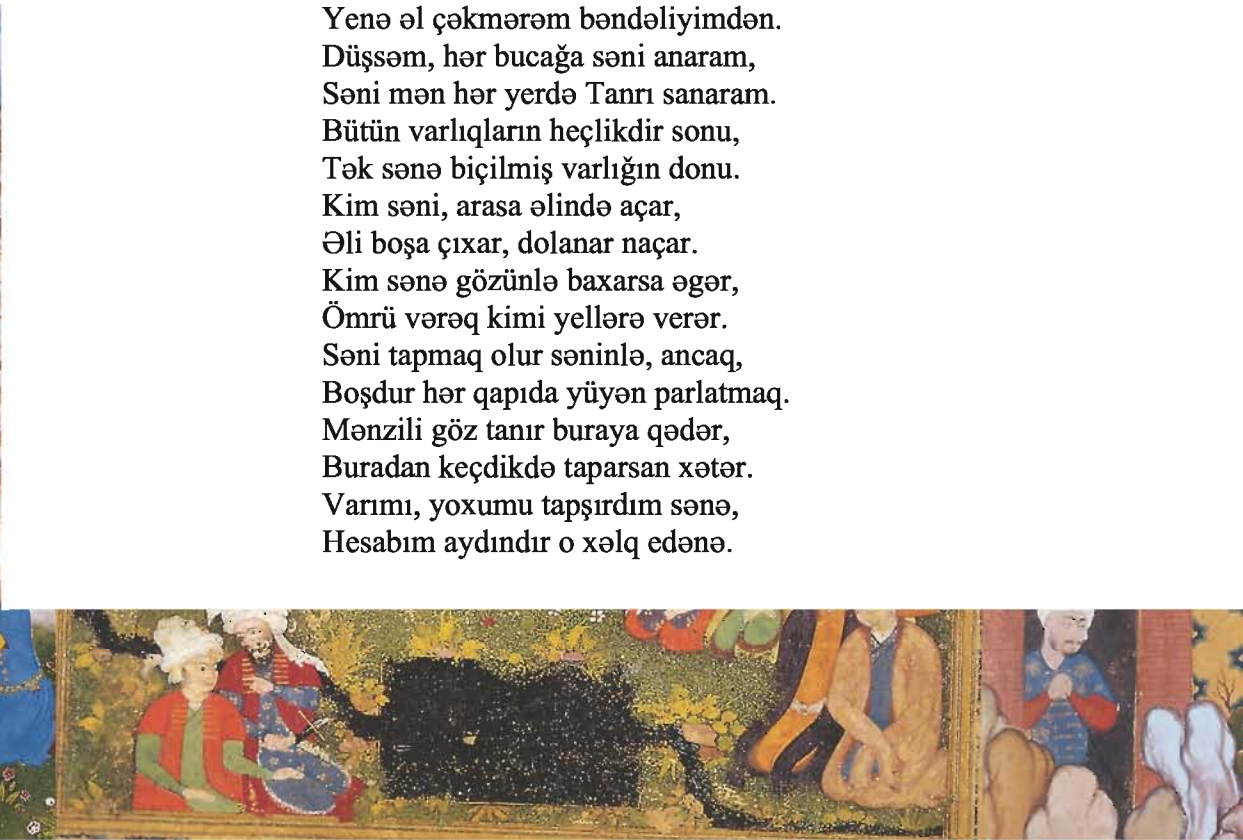 Yenə əl çəkmərəm bəndəliyimdən.
Düşsəm, hər bucağa səni anaram,
Səni mən hər yerdə Tanrı sanaram.
Bütün varlıqların heçlikdir sonu,
Tək sənə biçilmiş varlığın donu.
Kim səni, arasa əlində açar,
Əli boşa çıxar, dolanar naçar.
Kim sənə gözünlə baxarsa əgər,
Ömrü vərəq kimi yellərə verər.
Səni tapmaq olur səninlə, ancaq,
Boşdur hər qapıda yüyən parlatmaq.
Mənzili göz tanır buraya qədər,
Buradan keçdikdə taparsan xətər.
Varımı, yoxumu tapşırdım sənə,
Hesabım aydındır o xəlq edənə.